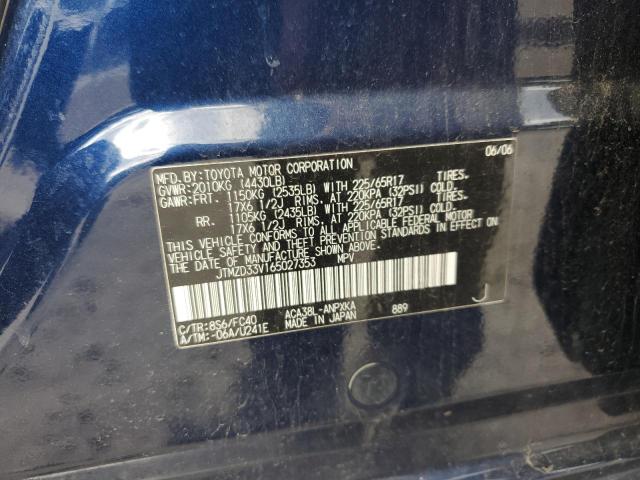 MFD. BY: TOYOTA MOTOR CORPORATION 06/06
GVWR: 2010KG (4430LB)
GAWR: FRT. 1150KG (2535LB) WITH 225/65R17 TIRES.
17X6 1/2J RIMS. AT 220KPA (32PSI) COLD.
RR. 1105KG (2435LB) WITH 225/65R17 TIRES.
17X6 1/2J RIMS. AT 220KPA (32PSI) COLD.
THIS VEHICLE CONFORMS TO ALL APPLICABLE FEDERAL MOTOR
VEHICLE SAFETY AND THEFT PREVENTION STANDARDS IN EFFECT ON
THE DATE OF MANUFACTURE SHOWN ABOVE.
JTMZD33V165027353 MPV
C/TR: 8S6/FC40 ACA38L-ANPXKA J
A/TM: -06A/U241E MADE IN JAPAN 889